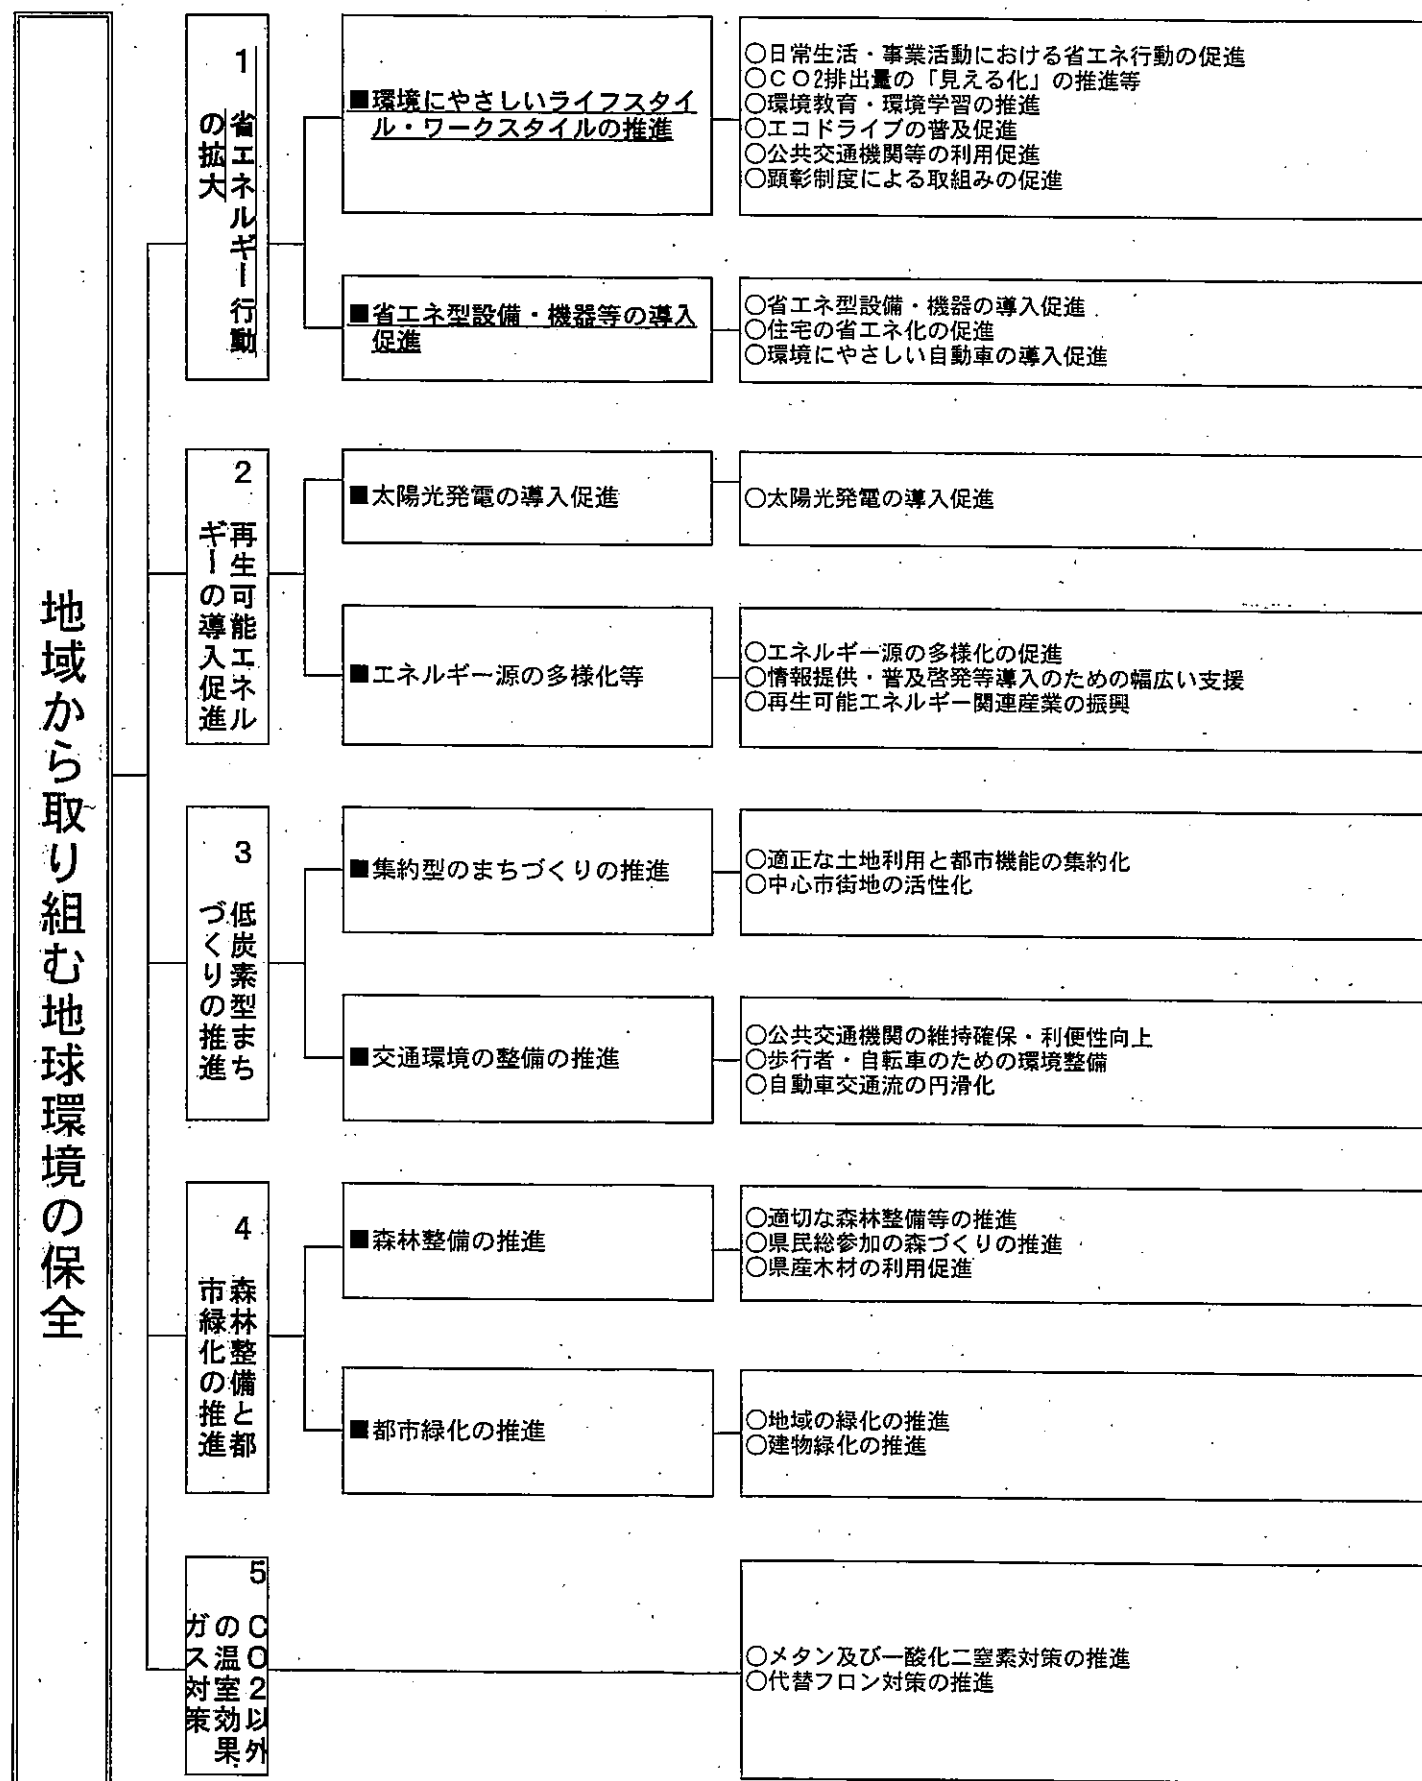 地域から取り組む地球環境の保全
1 省エネルギー行動
の拡大
■環境にやさしいライフスタイ
ル・ワークスタイルの推進
○日常生活・事業活動における省エネ行動の促進
○CO2排出量の「見える化」の推進等
○環境教育・環境学習の推進
○エコドライブの普及促進
○公共交通機関等の利用促進
○顕彰制度による取組みの促進
■省エネ型設備・機器等の導入
促進
○省エネ型設備・機器の導入促進
○住宅の省エネ化の促進
○環境にやさしい自動車の導入促進
2 再生可能エネル
ギーの導入促進
■太陽光発電の導入促進
○太陽光発電の導入促進
■エネルギー源の多様化等
○エネルギー源の多様化の促進
○情報提供・普及啓発等導入のための幅広い支援
○再生可能エネルギー関連産業の振興
3 低炭素型まち
づくりの推進
■集約型のまちづくりの推進
○適正な土地利用と都市機能の集約化
○中心市街地の活性化
■交通環境の整備の推進
○公共交通機関の維持確保・利便性向上
○歩行者・自転車のための環境整備
○自動車交通流の円滑化
4 森林整備と都
市緑化の推進
■森林整備の推進
○適切な森林整備等の推進
○県民総参加の森づくりの推進
○県産木材の利用促進
■都市緑化の推進
○地域の緑化の推進
○建物緑化の推進
5 CO2以外
の温室効果
ガス対策
○メタン及び一酸化二窒素対策の推進
○代替フロン対策の推進